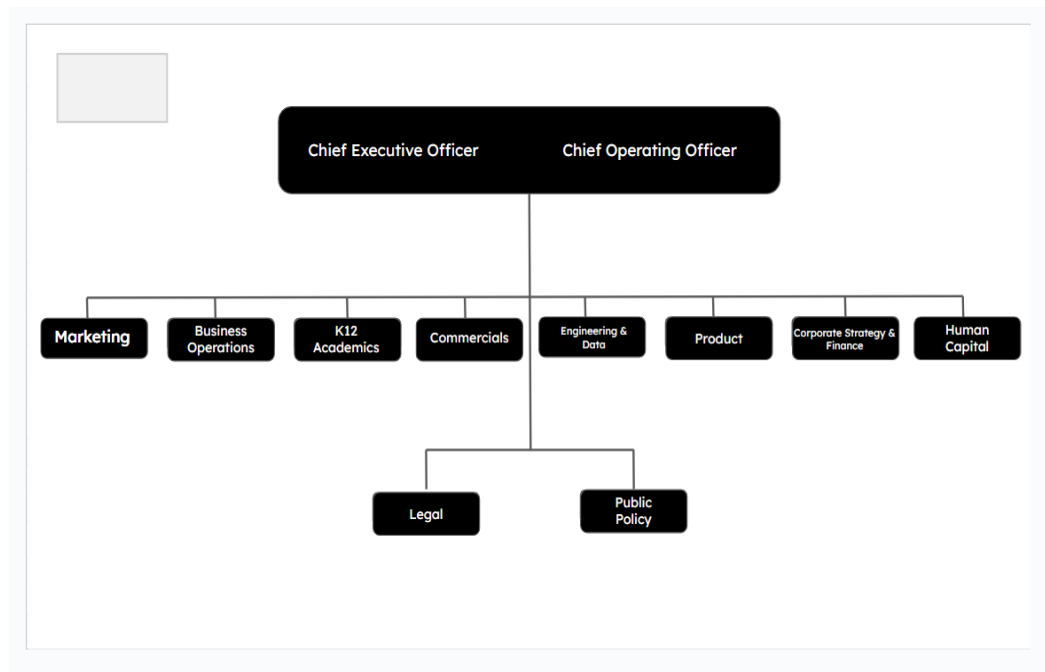 Chief Executive Officer
Chief Operating Officer
Marketing
Business
Operations
K12
Academics
Commercials
Engineering &
Data
Product
Corporate Strategy &
Finance
Human
Capital
Legal
Public
Policy